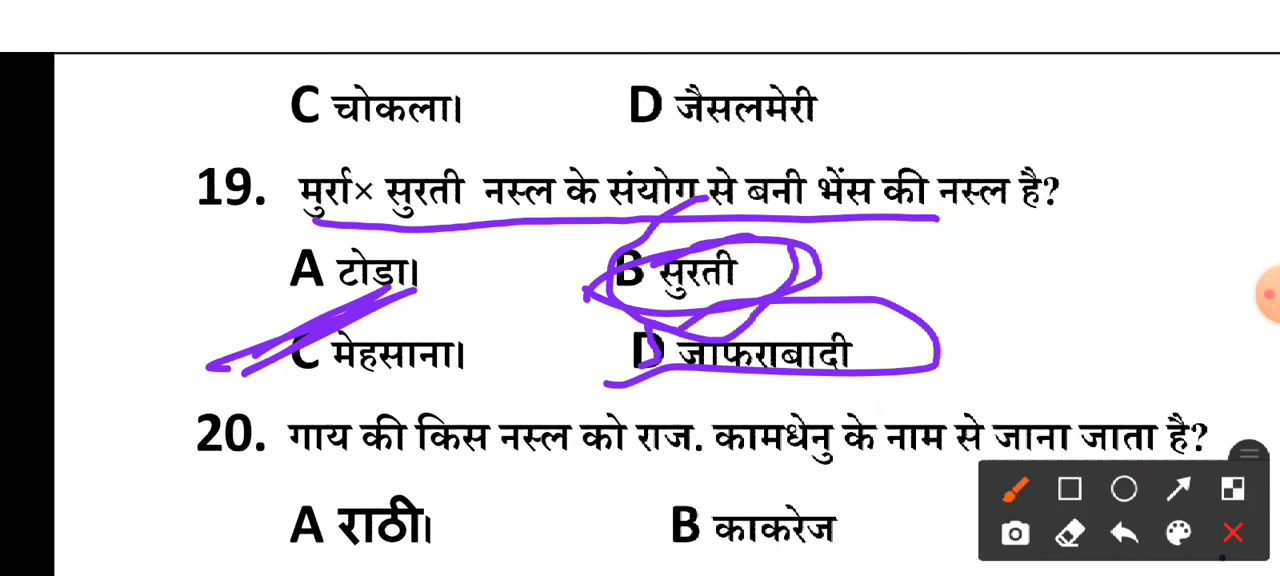 C चोकला। D जैसलमेरी
19. मुर्रा× सुरती नस्ल के संयोग से बनी भेंस की नस्ल है?
A टोडा। B सुरती
C मेहसाना। D जाफराबादी
20. गाय की किस नस्ल को राज. कामधेनु के नाम से जाना जाता है?
A राठी। B काकरेज